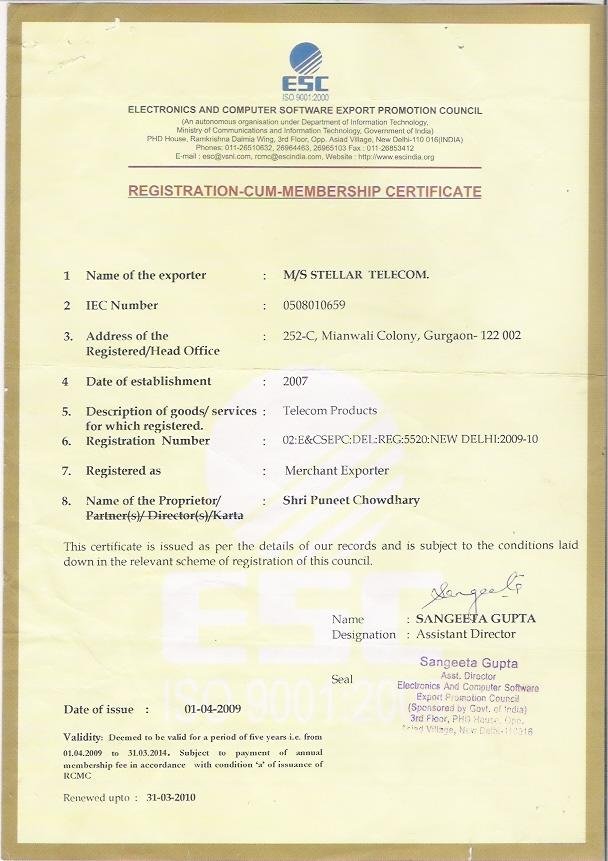 ESC
ISO 9001:2000
ELECTRONICS AND COMPUTER SOFTWARE EXPORT PROMOTION COUNCIL
(An autonomous organisation under Department of Information Technology,
Ministry of Communications and Information Technology, Government of India)
PHD House, Ramkrishna Dalmia Wing, 3rd Floor, Opp. Asiad Village, New Delhi-110 016(INDIA)
Phones: 011-26510632, 26964463, 26965103 Fax : 011-26853412
E-mail : esc@vsnl.com, rcmc@escindia.com, Website : http://www.escindia.org
REGISTRATION-CUM-MEMBERSHIP CERTIFICATE
1 Name of the exporter : M/S STELLAR TELECOM.
2 IEC Number : 0508010659
3. Address of the : 252-C, Mianwali Colony, Gurgaon- 122 002
Registered/Head Office
4 Date of establishment : 2007
5. Description of goods/ services : Telecom Products
for which registered.
6. Registration Number : 02:E&CSEPC:DEL:REG:5520:NEW DELHI:2009-10
7. Registered as : Merchant Exporter
8. Name of the Proprietor/ : Shri Puneet Chowdhary
Partner(s)/ Director(s)/Karta
This certificate is issued as per the details of our records and is subject to the conditions laid
down in the relevant scheme of registration of this council.
Sangeeta
Name : SANGEETA GUPTA
Designation : Assistant Director
Seal
Sangeeta Gupta
Asst. Director
Electronics And Computer Software
Export Promotion Council
(Sponsored by Govt. of India)
3rd Floor, PHD House, Opp.
Asiad Village, New Delhi-110016
ESC
ISO 9001:2000
Date of issue : 01-04-2009
Validity: Deemed to be valid for a period of five years i.e. from
01.04.2009 to 31.03.2014. Subject to payment of annual
membership fee in accordance with condition 'a' of issuance of
RCMC
Renewed upto : 31-03-2010